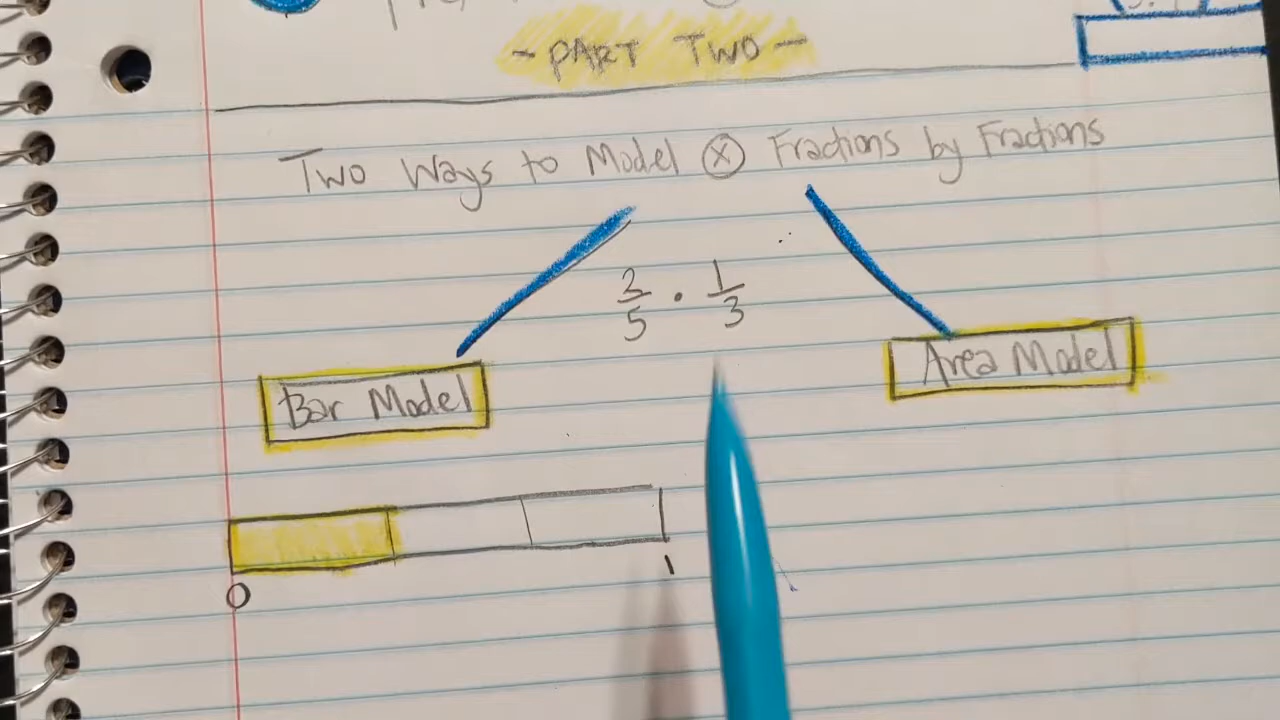 - PART TWO -
Two Ways to Model ⓧ Fractions by Fractions
2/5 · 1/3
Bar Model
Area Model
0
1